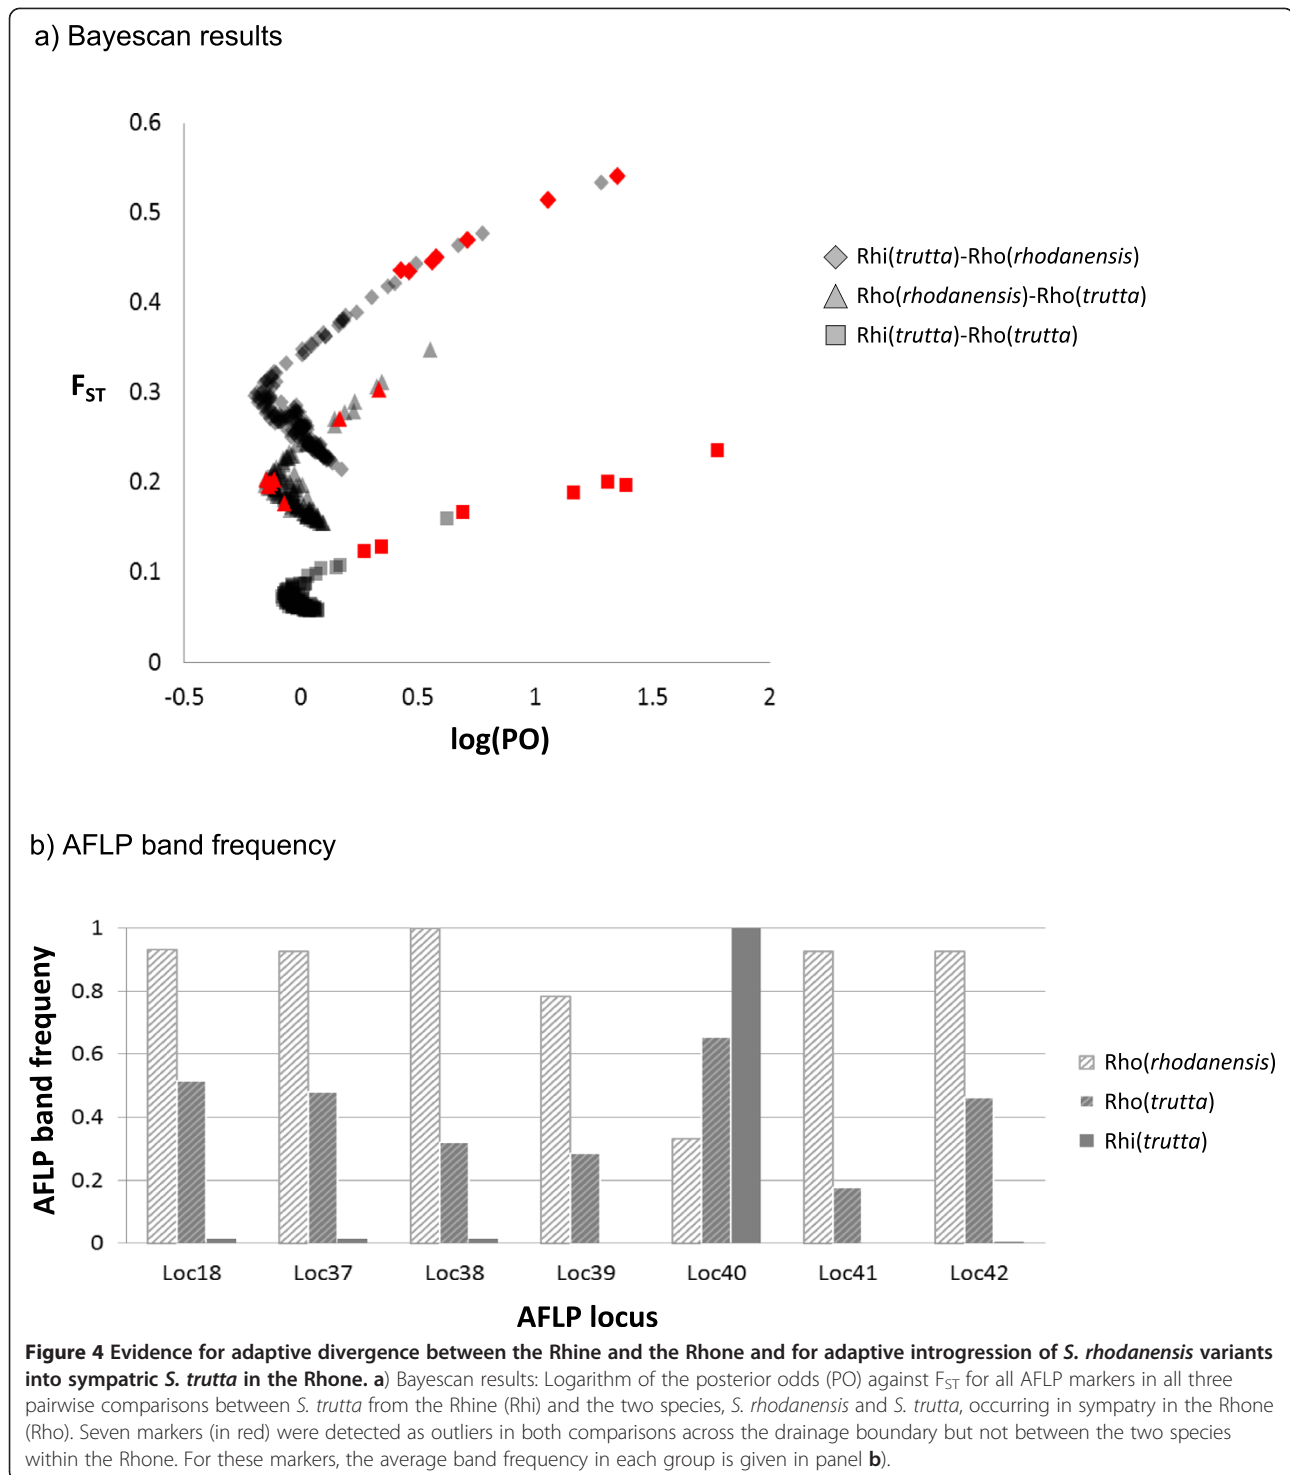 a) Bayescan results
0.6
0.5
0.4
0.3
0.2
0.1
0
F_ST
-0.5 0 0.5 1 1.5 2
log(PO)
Rhi(trutta)-Rho(rhodanensis)
Rho(rhodanensis)-Rho(trutta)
Rhi(trutta)-Rho(trutta)
b) AFLP band frequency
AFLP band frequeny
1
0.8
0.6
0.4
0.2
0
Loc18 Loc37 Loc38 Loc39 Loc40 Loc41 Loc42
AFLP locus
Rho(rhodanensis)
Rho(trutta)
Rhi(trutta)
Figure 4 Evidence for adaptive divergence between the Rhine and the Rhone and for adaptive introgression of S. rhodanensis variants
into sympatric S. trutta in the Rhone. a) Bayescan results: Logarithm of the posterior odds (PO) against F_ST for all AFLP markers in all three
pairwise comparisons between S. trutta from the Rhine (Rhi) and the two species, S. rhodanensis and S. trutta, occurring in sympatry in the Rhone
(Rho). Seven markers (in red) were detected as outliers in both comparisons across the drainage boundary but not between the two species
within the Rhone. For these markers, the average band frequency in each group is given in panel b).